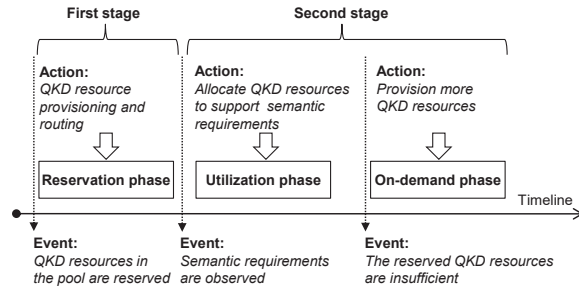 First stage
Second stage
Action:
QKD resource
provisioning and
routing
Action:
Allocate QKD resources
to support semantic
requirements
Action:
Provision more
QKD resources
Reservation phase
Utilization phase
On-demand phase
Timeline
Event:
QKD resources in
the pool are reserved
Event:
Semantic requirements
are observed
Event:
The reserved QKD resources
are insufficient